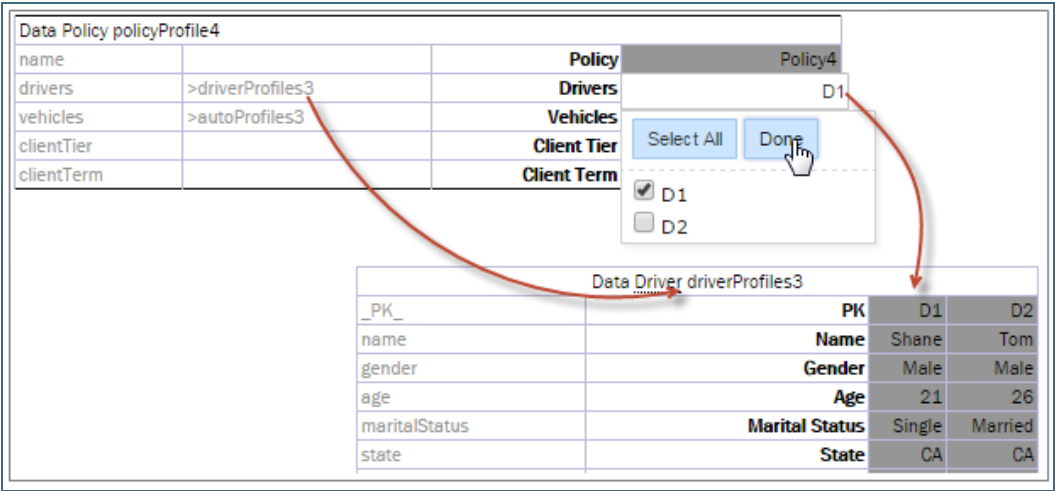 Data Policy policyProfile4
name Policy Policy4
drivers >driverProfiles3 Drivers D1
vehicles >autoProfiles3 Vehicles
Select All Done
clientTier Client Tier
clientTerm Client Term
D1
D2
Data Driver driverProfiles3
_PK_ PK D1 D2
name Name Shane Tom
gender Gender Male Male
age Age 21 26
maritalStatus Marital Status Single Married
state State CA CA